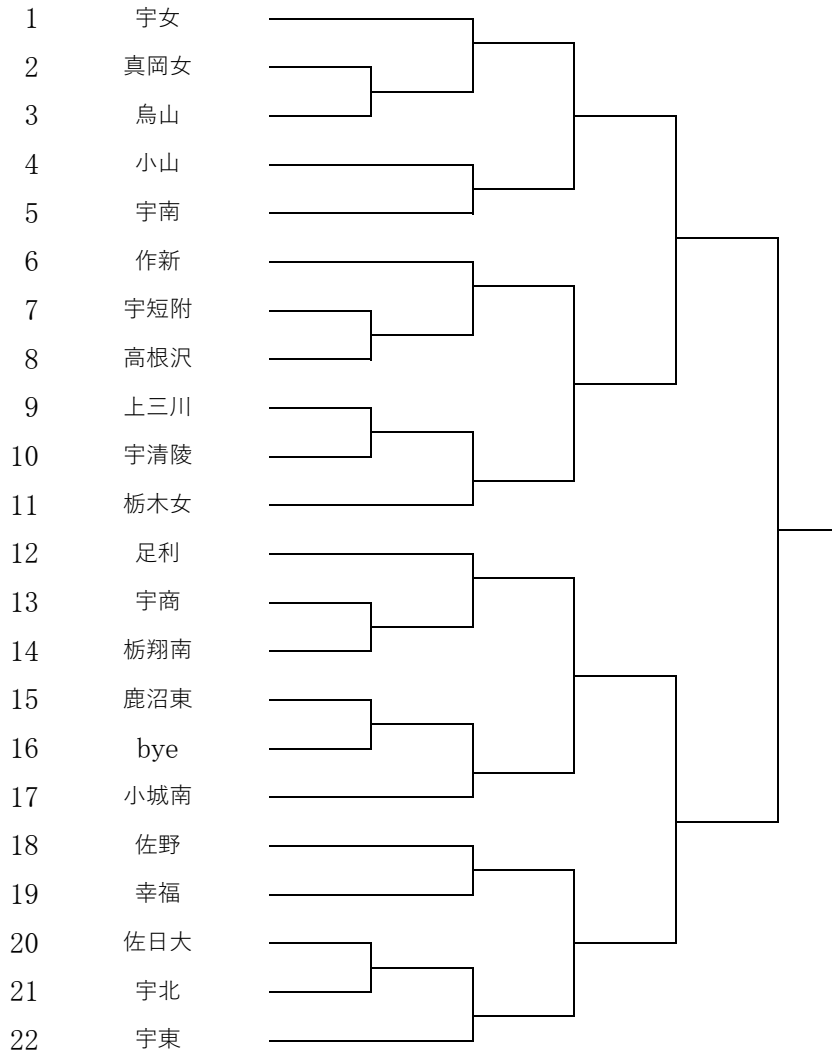 1 宇女
2 真岡女
3 烏山
4 小山
5 宇南
6 作新
7 宇短附
8 高根沢
9 上三川
10 宇清陵
11 栃木女
12 足利
13 宇商
14 栃翔南
15 鹿沼東
16 bye
17 小城南
18 佐野
19 幸福
20 佐日大
21 宇北
22 宇東